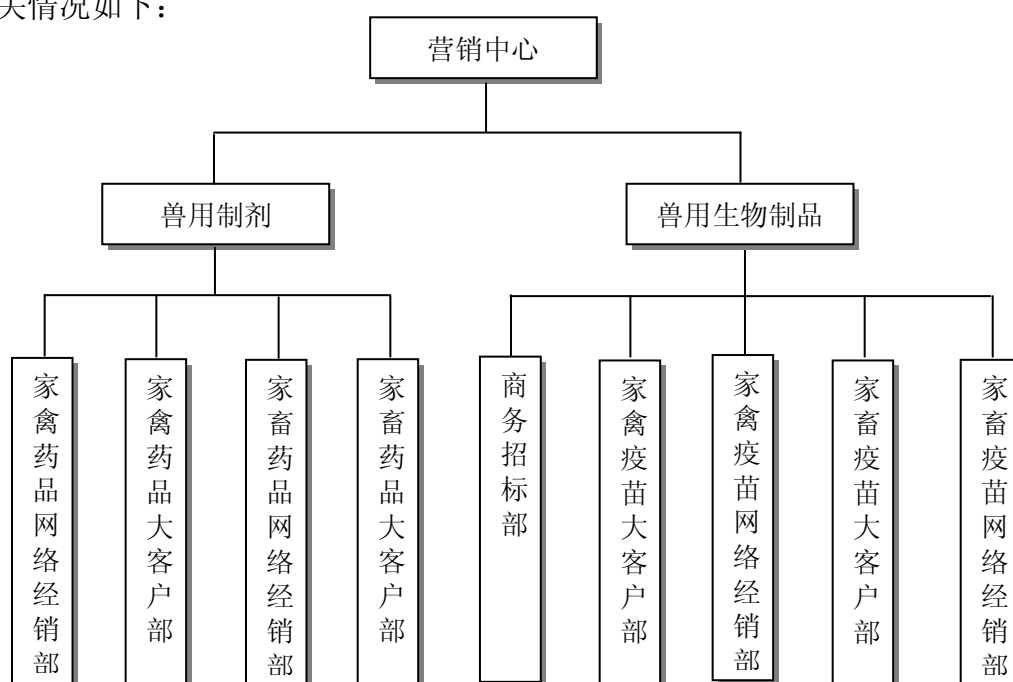 关情况如下：
营销中心
兽用制剂
兽用生物制品
家禽药品网络经销部
家禽药品大客户部
家畜药品网络经销部
家畜药品大客户部
商务招标部
家禽疫苗大客户部
家禽疫苗网络经销部
家畜疫苗大客户部
家畜疫苗网络经销部